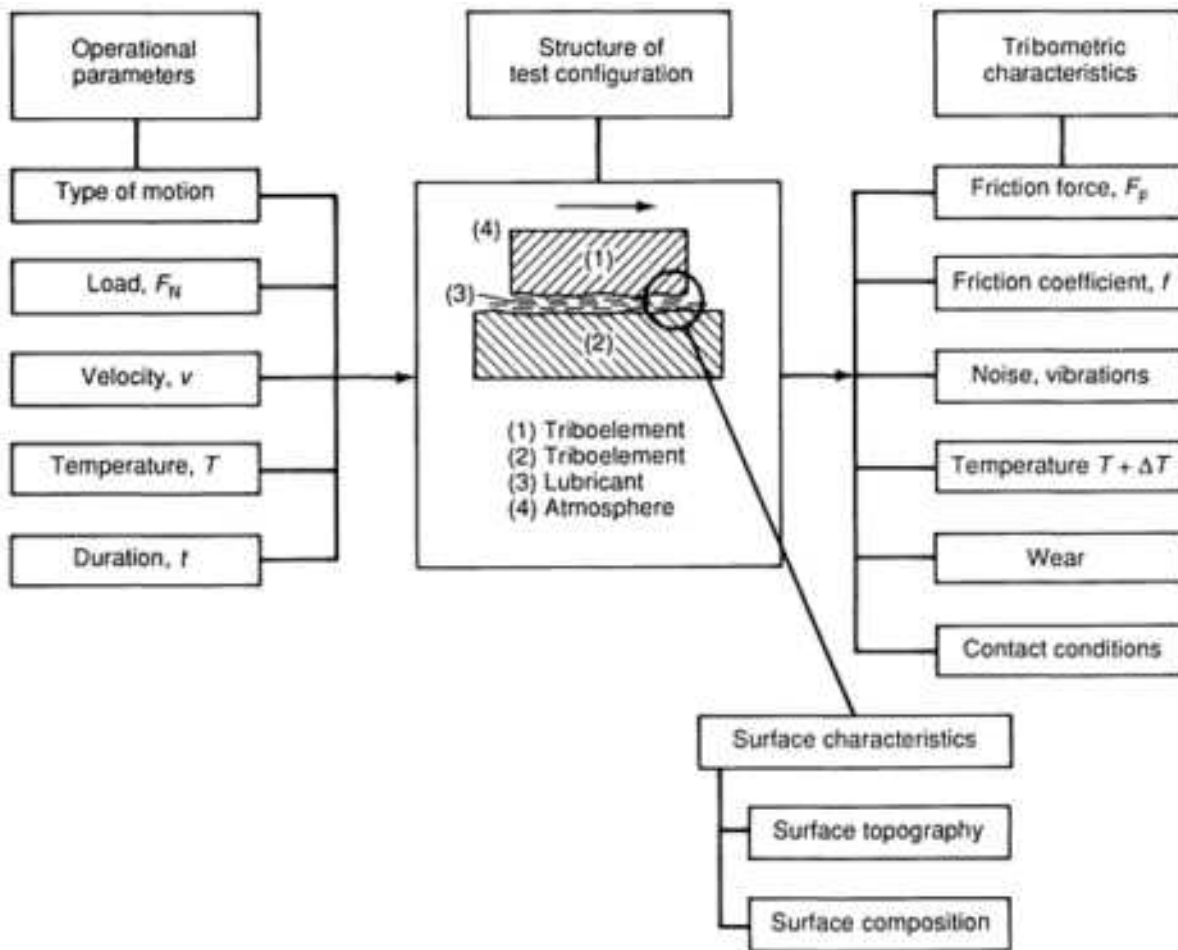 Operational
parameters
Type of motion
Load, F_N
Velocity, v
Temperature, T
Duration, t
Structure of
test configuration
(4)
(1)
(3)
(2)
(1) Triboelement
(2) Triboelement
(3) Lubricant
(4) Atmosphere
Tribometric
characteristics
Friction force, F_F
Friction coefficient, f
Noise, vibrations
Temperature T + ΔT
Wear
Contact conditions
Surface characteristics
Surface topography
Surface composition